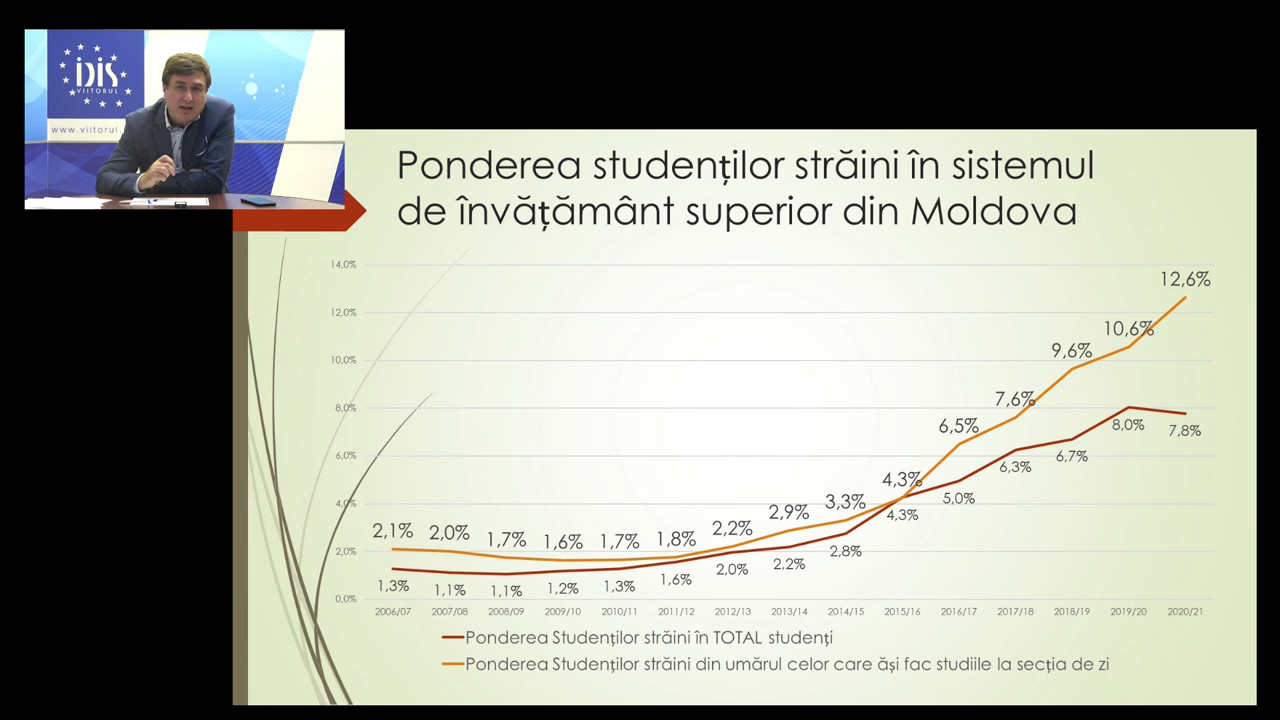 iDiS
VIITORUL
www.viitorul.
Ponderea studenților străini în sistemul
de învățământ superior din Moldova
14,0%
12,0%
10,0%
8,0%
6,0%
4,0%
2,0%
0,0%
2,1% 2,0% 1,7% 1,6% 1,7% 1,8% 2,2% 2,9% 3,3% 4,3% 6,5% 7,6% 9,6% 10,6% 12,6%
1,3% 1,1% 1,1% 1,2% 1,3% 1,6% 2,0% 2,2% 2,8% 4,3% 5,0% 6,3% 6,7% 8,0% 7,8%
2006/07 2007/08 2008/09 2009/10 2010/11 2011/12 2012/13 2013/14 2014/15 2015/16 2016/17 2017/18 2018/19 2019/20 2020/21
Ponderea Studenților străini în TOTAL studenți
Ponderea Studenților străini din umărul celor care ăși fac studiile la secția de zi